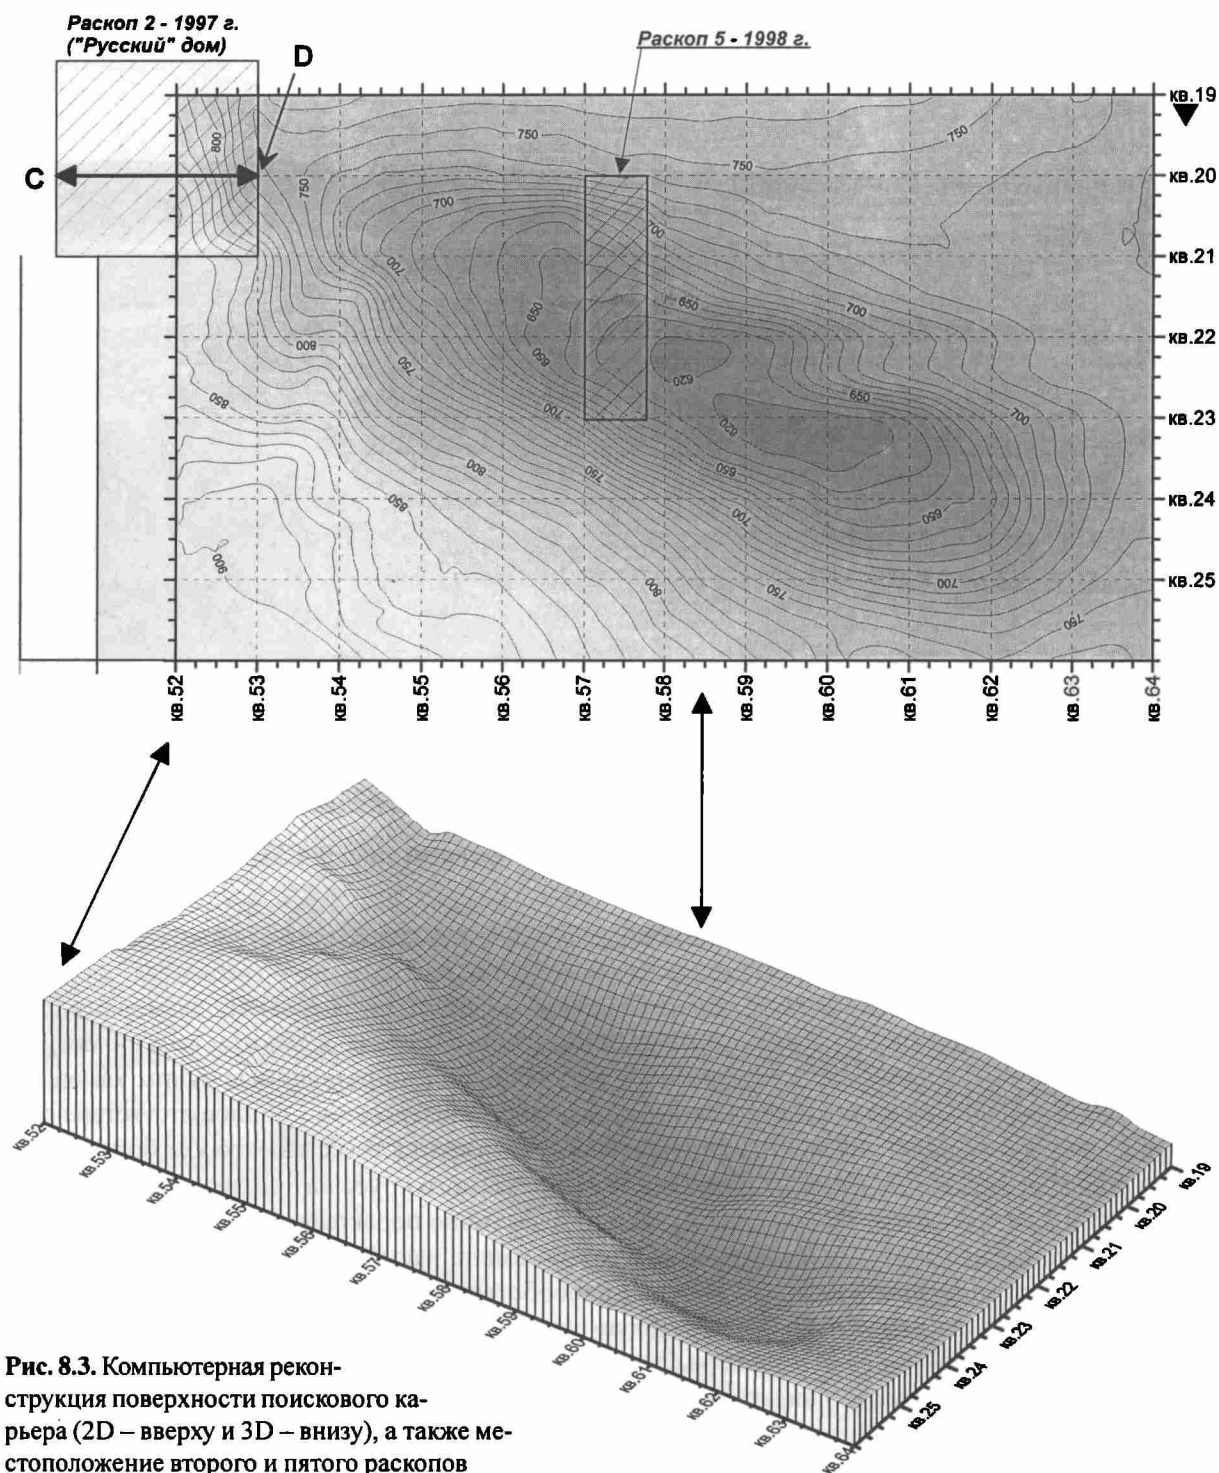 Раскоп 2 - 1997 г.
("Русский" дом)
D
Раскоп 5 - 1998 г.
C
кв.19
кв.20
кв.21
кв.22
кв.23
кв.24
кв.25
800
750
750
750
750
700
700
700
650
650
650
700
800
750
620
650
620
700
850
700
800
750
650
700
650
850
900
800
750
700
750
кв.52
кв.53
кв.54
кв.55
кв.56
кв.57
кв.58
кв.59
кв.60
кв.61
кв.62
кв.63
кв.64
кв.52
кв.53
кв.54
кв.55
кв.56
кв.57
кв.58
кв.59
кв.60
кв.61
кв.62
кв.63
кв.64
кв.19
кв.20
кв.21
кв.22
кв.23
кв.24
кв.25
Рис. 8.3. Компьютерная рекон-
струкция поверхности поискового ка-
рьера (2D – вверху и 3D – внизу), а также ме-
стоположение второго и пятого раскопов